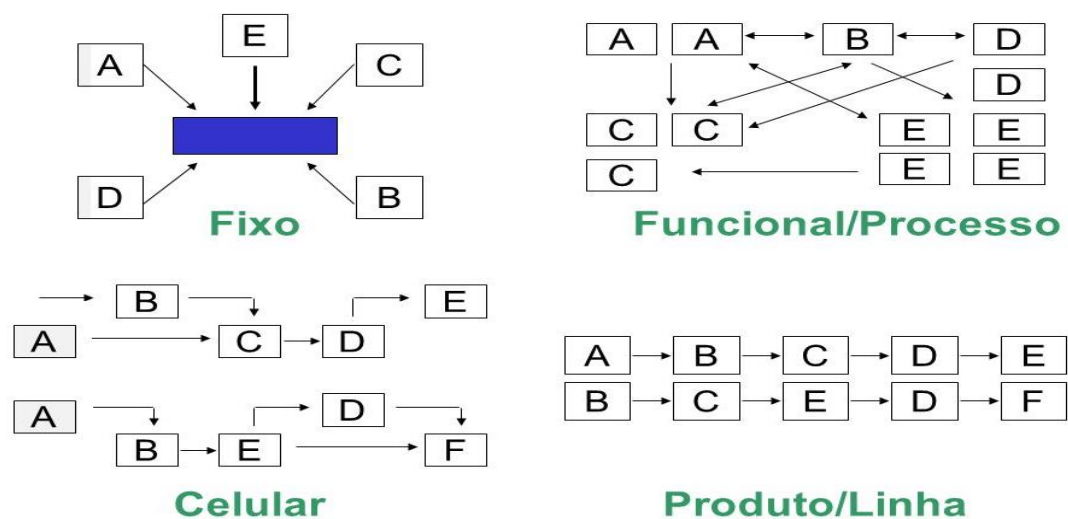 E
A C
D B
Fixo
A A B D
D
C C E E
C E E
Funcional/Processo
B E
A C D
A D
B E F
Celular
A B C D E
B C E D F
Produto/Linha